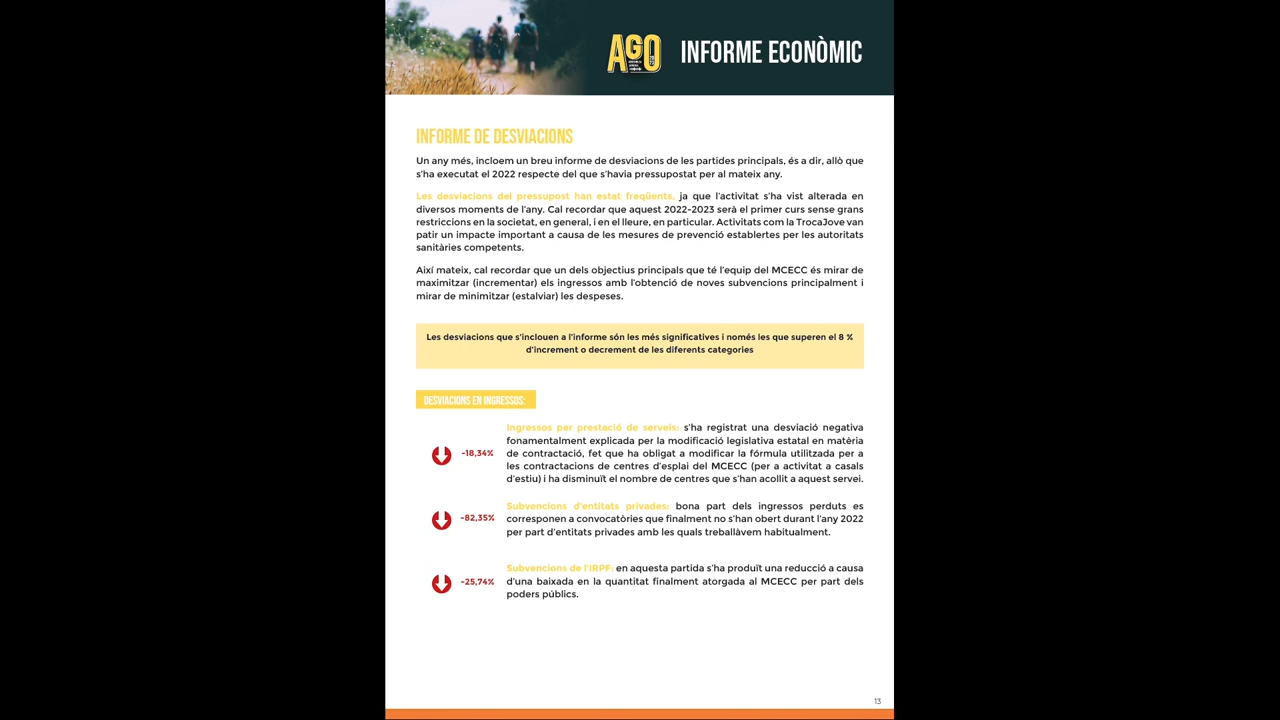 AGO
INFORME ECONÒMIC
INFORME DE DESVIACIONS
Un any més, incloem un breu informe de desviacions de les partides principals, és a dir, allò que
s'ha executat el 2022 respecte del que s'havia pressupostat per al mateix any.
Les desviacions del pressupost han estat freqüents, ja que l'activitat s'ha vist alterada en
diversos moments de l'any. Cal recordar que aquest 2022-2023 serà el primer curs sense grans
restriccions en la societat, en general, i en el lleure, en particular. Activitats com la TrocaJove van
patir un impacte important a causa de les mesures de prevenció establertes per les autoritats
sanitàries competents.
Així mateix, cal recordar que un dels objectius principals que té l'equip del MCECC és mirar de
maximitzar (incrementar) els ingressos amb l'obtenció de noves subvencions principalment i
mirar de minimitzar (estalviar) les despeses.
Les desviacions que s'inclouen a l'informe són les més significatives i només les que superen el 8 %
d'increment o decrement de les diferents categories
DESVIACIONS EN INGRESSOS:
Ingressos per prestació de serveis: s'ha registrat una desviació negativa
fonamentalment explicada per la modificació legislativa estatal en matèria
-18,34% de contractació, fet que ha obligat a modificar la fórmula utilitzada per a
les contractacions de centres d'esplai del MCECC (per a activitat a casals
d'estiu) i ha disminuït el nombre de centres que s'han acollit a aquest servei.
Subvencions d'entitats privades: bona part dels ingressos perduts es
-82,35% corresponen a convocatòries que finalment no s'han obert durant l'any 2022
per part d'entitats privades amb les quals treballàvem habitualment.
Subvencions de l'IRPF: en aquesta partida s'ha produït una reducció a causa
-25,74% d'una baixada en la quantitat finalment atorgada al MCECC per part dels
poders públics.
13